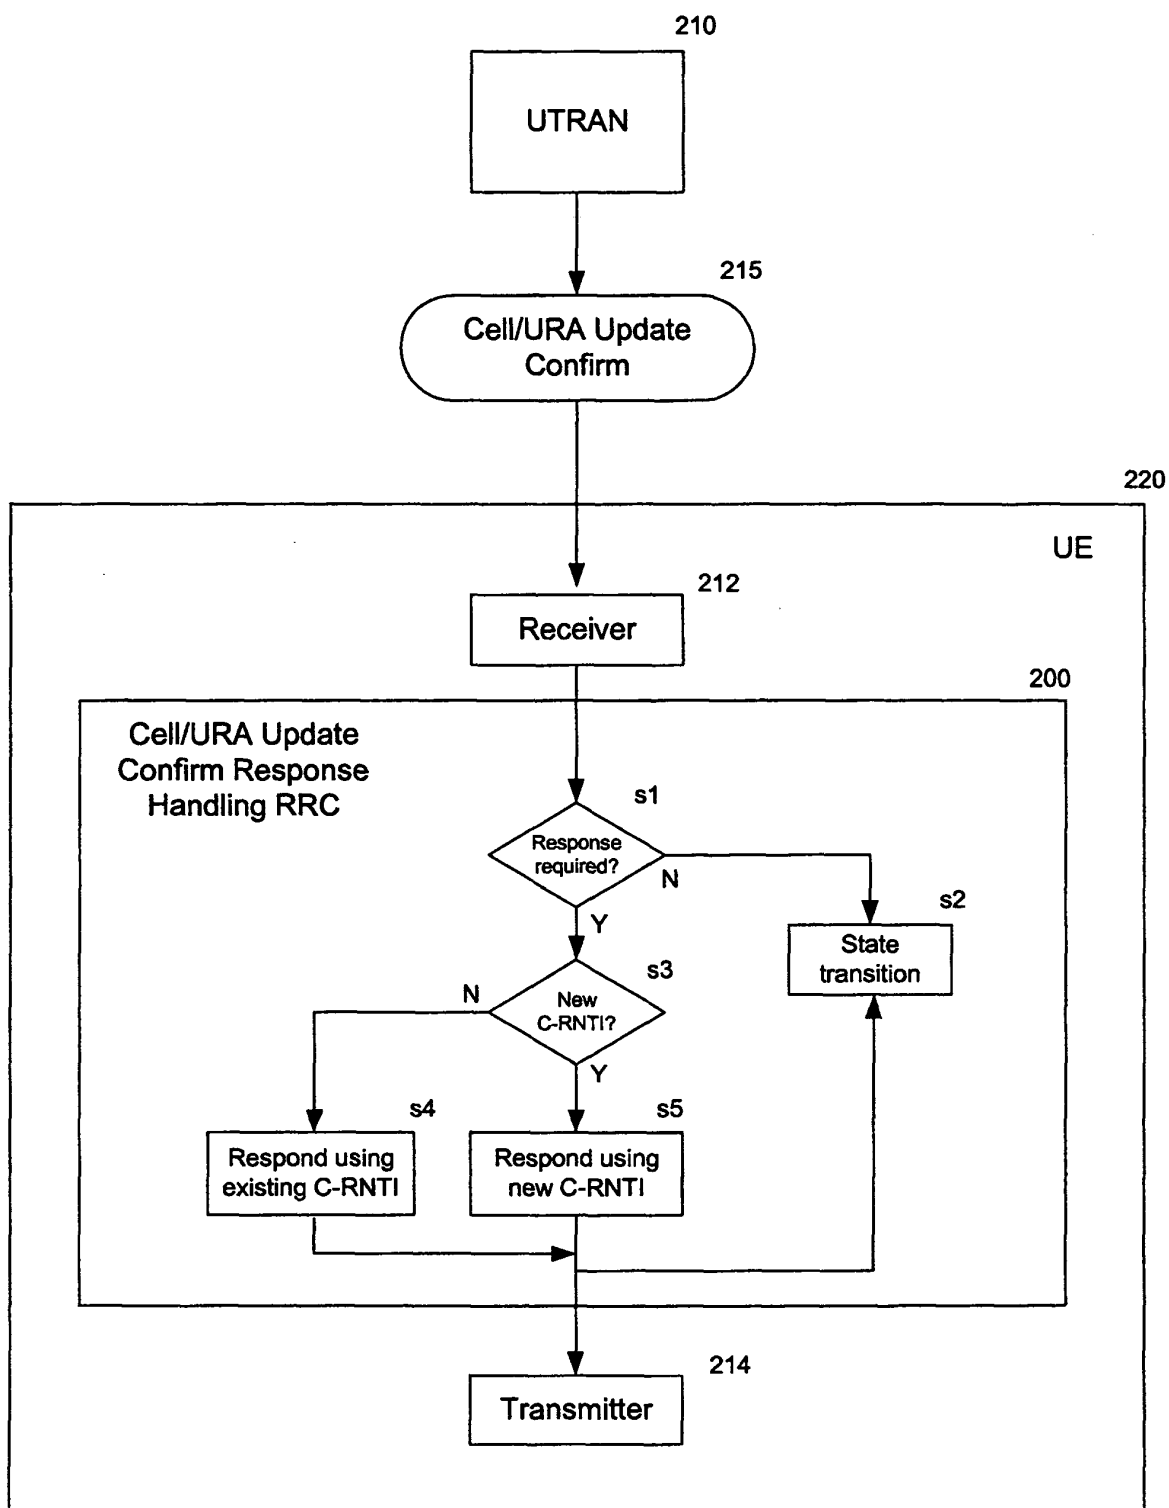 210
UTRAN
215
Cell/URA Update
Confirm
220
UE
212
Receiver
200
Cell/URA Update
Confirm Response
Handling RRC
s1
Response
required?
N
s2
Y
State
transition
s3
N
New
C-RNTI?
Y
s4
s5
Respond using
existing C-RNTI
Respond using
new C-RNTI
214
Transmitter